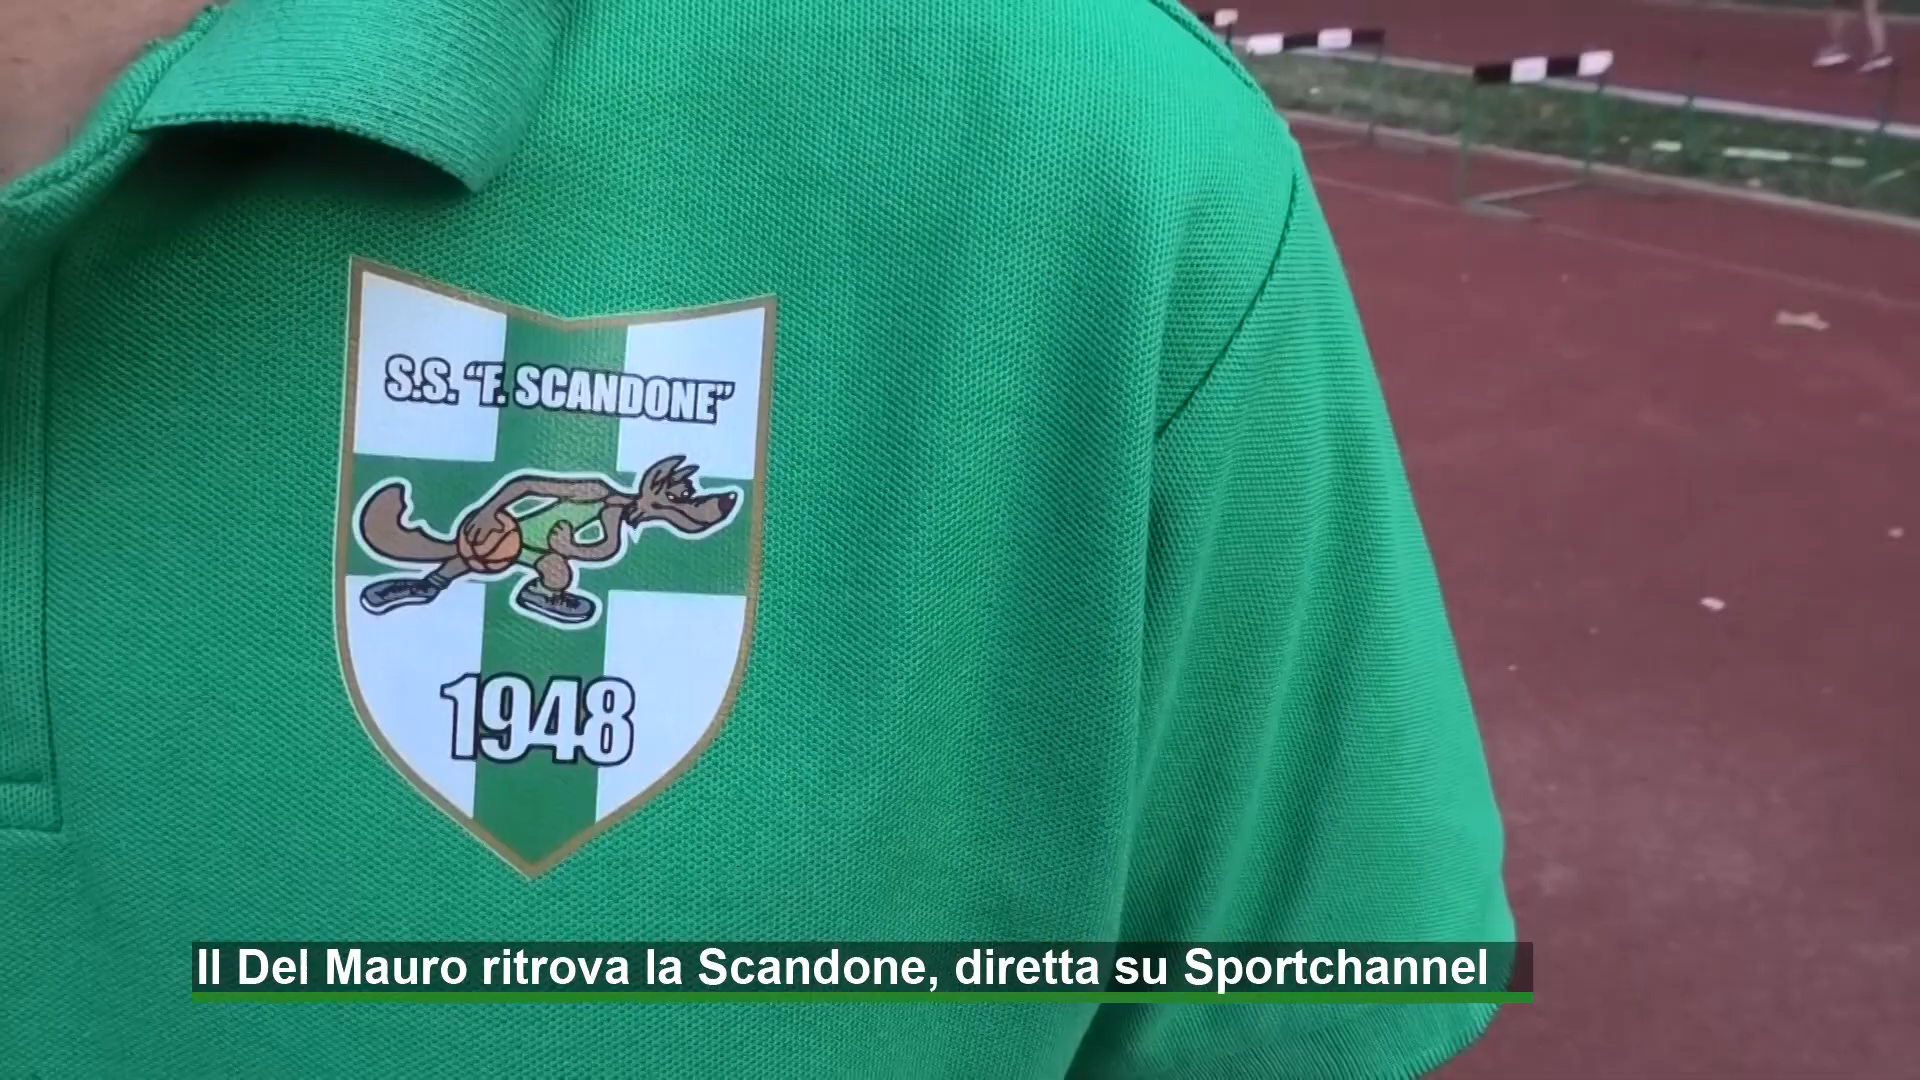 S.S. “F. SCANDONE”
1948
Il Del Mauro ritrova la Scandone, diretta su Sportchannel